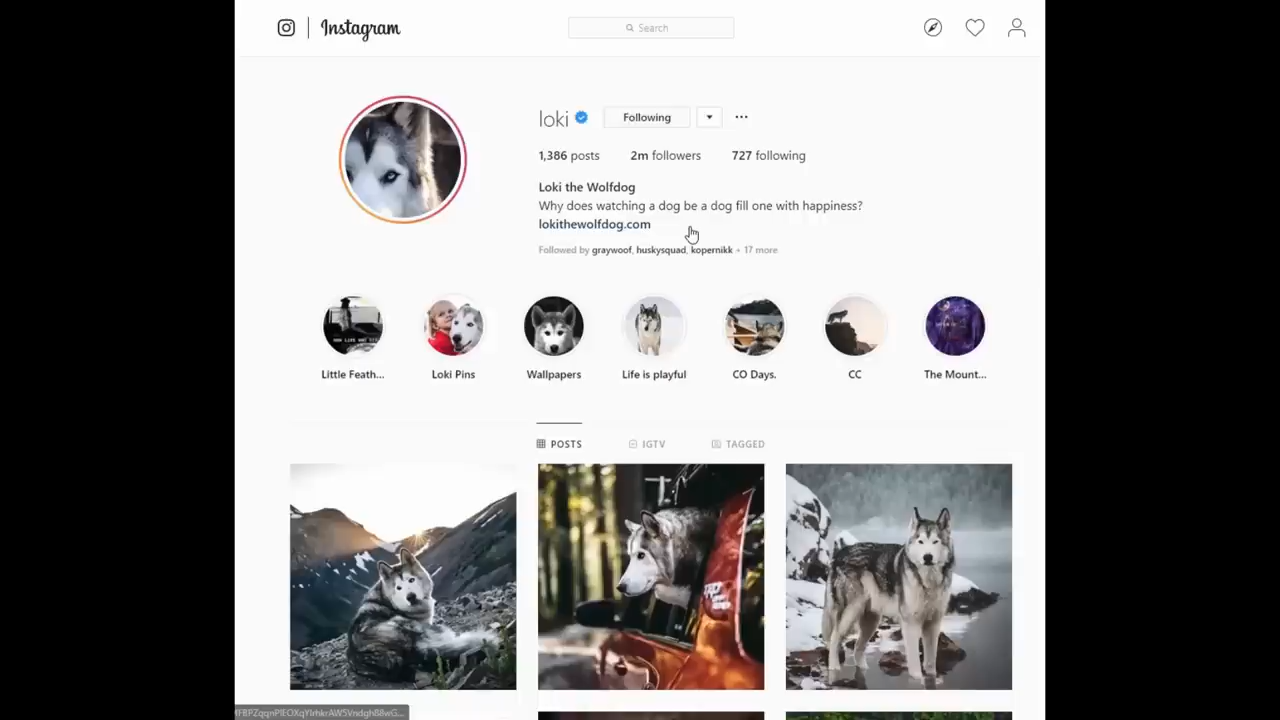 Instagram
Search
loki Following
1,386 posts 2m followers 727 following
Loki the Wolfdog
Why does watching a dog be a dog fill one with happiness?
lokithewolfdog.com
Followed by graywoof, huskysquad, kopernikk • 17 more
Little Feath... Loki Pins Wallpapers Life is playful CO Days. CC The Mount...
POSTS IGTV TAGGED